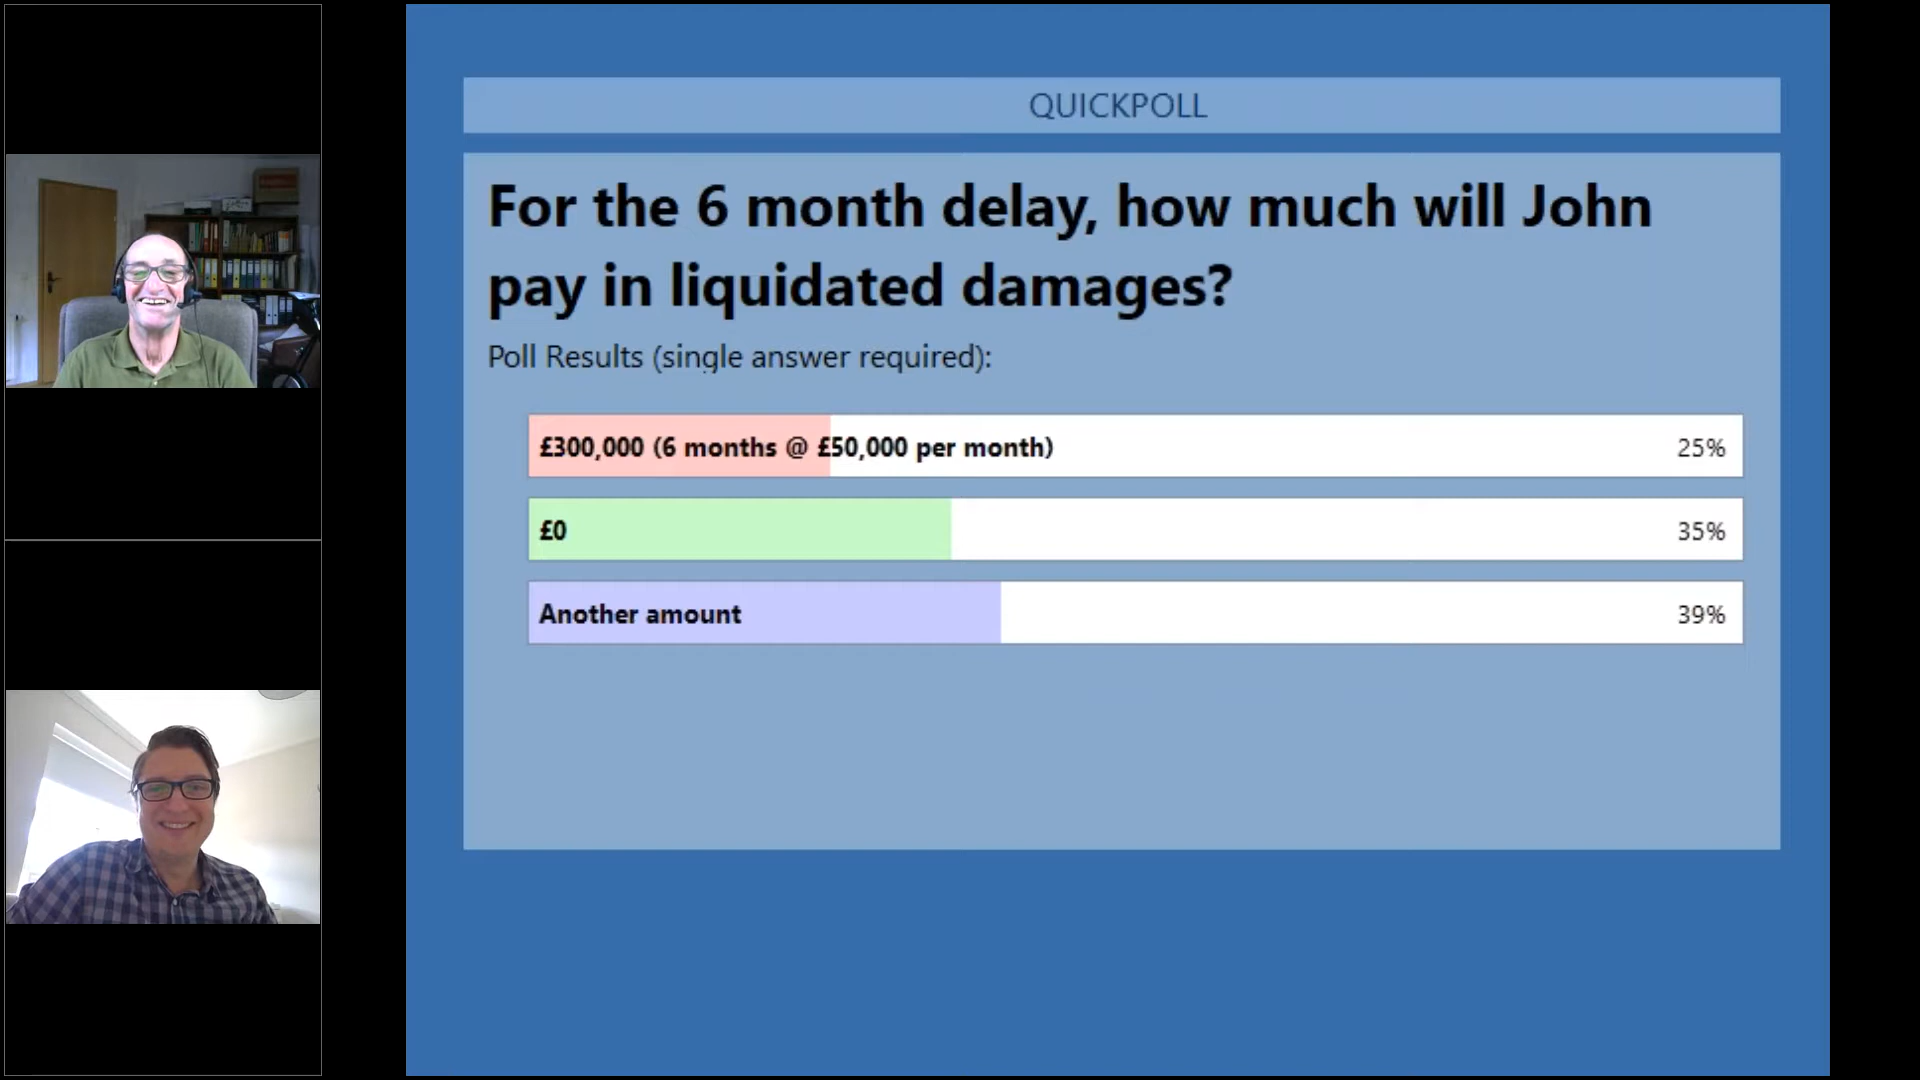 QUICKPOLL
For the 6 month delay, how much will John
pay in liquidated damages?
Poll Results (single answer required):
£300,000 (6 months @ £50,000 per month) 25%
£0 35%
Another amount 39%